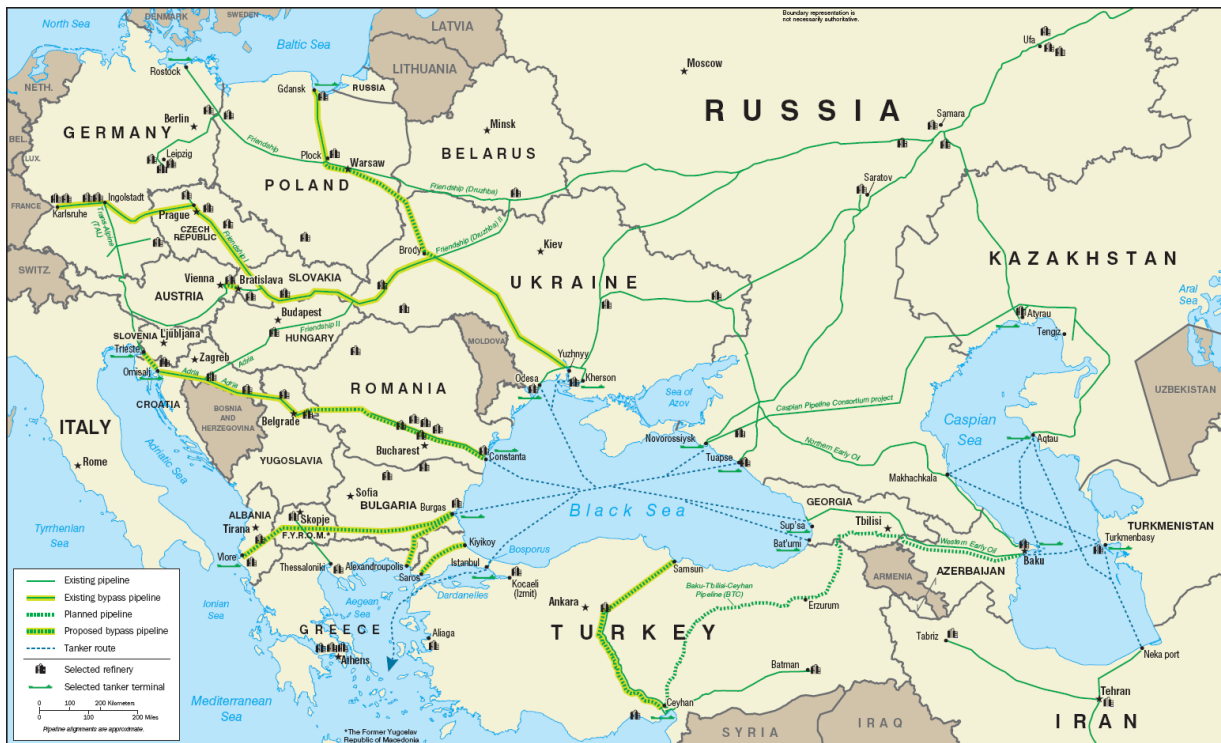 Boundary representation is
not necessarily authoritative.
North Sea
DENMARK
SWEDEN
Baltic Sea
LATVIA
LITHUANIA
RUSSIA
Moscow
Ufa
RUSSIA
Rostock
Gdansk
NETH.
Berlin
GERMANY
BEL.
LUX.
Leipzig
Friendship
Plock
Warsaw
POLAND
Minsk
BELARUS
Friendship (Druzhba)
Samara
Saratov
FRANCE
Karlsruhe
Ingolstadt
Trans-Alpine
(TAL)
Prague
CZECH
REPUBLIC
Friendship I
Brody
Friendship (Druzhba) II
Kiev
UKRAINE
KAZAKHSTAN
SWITZ.
Vienna
Bratislava
SLOVAKIA
AUSTRIA
Budapest
Friendship II
HUNGARY
Atyrau
Tengiz
Aral
Sea
SLOVENIA
Ljubljana
Trieste
Zagreb
Adria
Omisalj
Adria
Adria
MOLDOVA
ROMANIA
Odesa
Yuzhnyy
Kherson
Sea of
Azov
UZBEKISTAN
CROATIA
BOSNIA
AND
HERZEGOVINA
Belgrade
Caspian Pipeline Consortium project
Caspian
Sea
ITALY
Rome
Adriatic Sea
YUGOSLAVIA
Bucharest
Constanta
Novorossiysk
Tuapse
Northern Early Oil
Aqtau
Makhachkala
Sofia
BULGARIA
Burgas
Black Sea
GEORGIA
Tbilisi
Sup'sa
Bat'umi
Western Early Oil
TURKMENISTAN
Turkmenbasy
Baku
AZERBAIJAN
ARMENIA
Tyrrhenian
Sea
ALBANIA
Tirana
Skopje
F.Y.R.O.M.*
Vlore
Kiyikoy
Bosporus
Istanbul
Thessaloniki
Alexandroupolis
Saros
Dardanelles
Kocaeli
(Izmit)
Samsun
Baku-Tbilisi-Ceyhan
Pipeline (BTC)
Ankara
Erzurum
Ionian
Sea
Aegean
Sea
GREECE
Aliaga
TURKEY
Athens
Batman
Tabriz
Neka port
Tehran
IRAN
Mediterranean
Sea
Ceyhan
SYRIA
IRAQ
*The Former Yugoslav
Republic of Macedonia
Existing pipeline
Existing bypass pipeline
Planned pipeline
Proposed bypass pipeline
Tanker route
Selected refinery
Selected tanker terminal
0 100 200 Kilometers
0 100 200 Miles
Pipeline alignments are approximate.